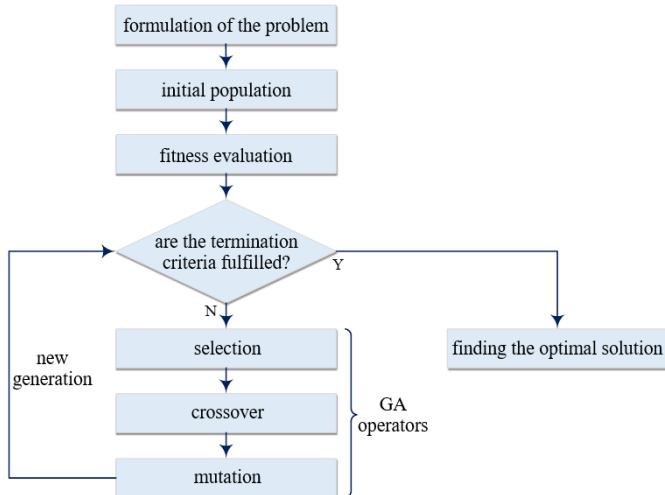 formulation of the problem
initial population
fitness evaluation
are the termination
criteria fulfilled?
Y
N
new
generation
selection
finding the optimal solution
crossover
GA
operators
mutation